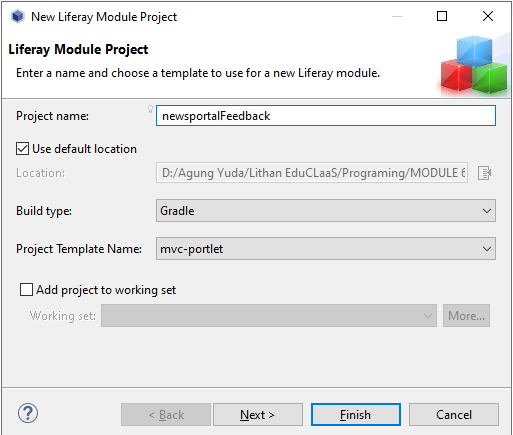 New Liferay Module Project
Liferay Module Project
Enter a name and choose a template to use for a new Liferay module.
Project name: newsportalFeedback
Use default location
Location: D:/Agung Yuda/Lithan EduCLaaS/Programing/MODULE 6
Build type: Gradle
Project Template Name: mvc-portlet
Add project to working set
Working set: More...
? < Back Next > Finish Cancel